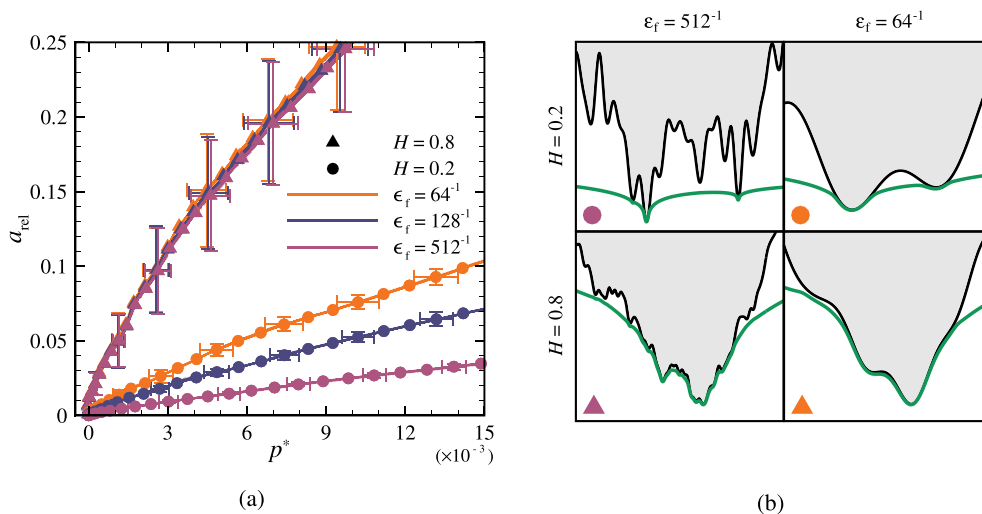 0.25
0.2
0.15
0.1
0.05
0
a_rel
H = 0.8
H = 0.2
ϵ_f = 64⁻¹
ϵ_f = 128⁻¹
ϵ_f = 512⁻¹
0 3 6 9 12 15
p* (×10⁻³)
(a)
ε_f = 512⁻¹ ε_f = 64⁻¹
H = 0.2
H = 0.8
(b)